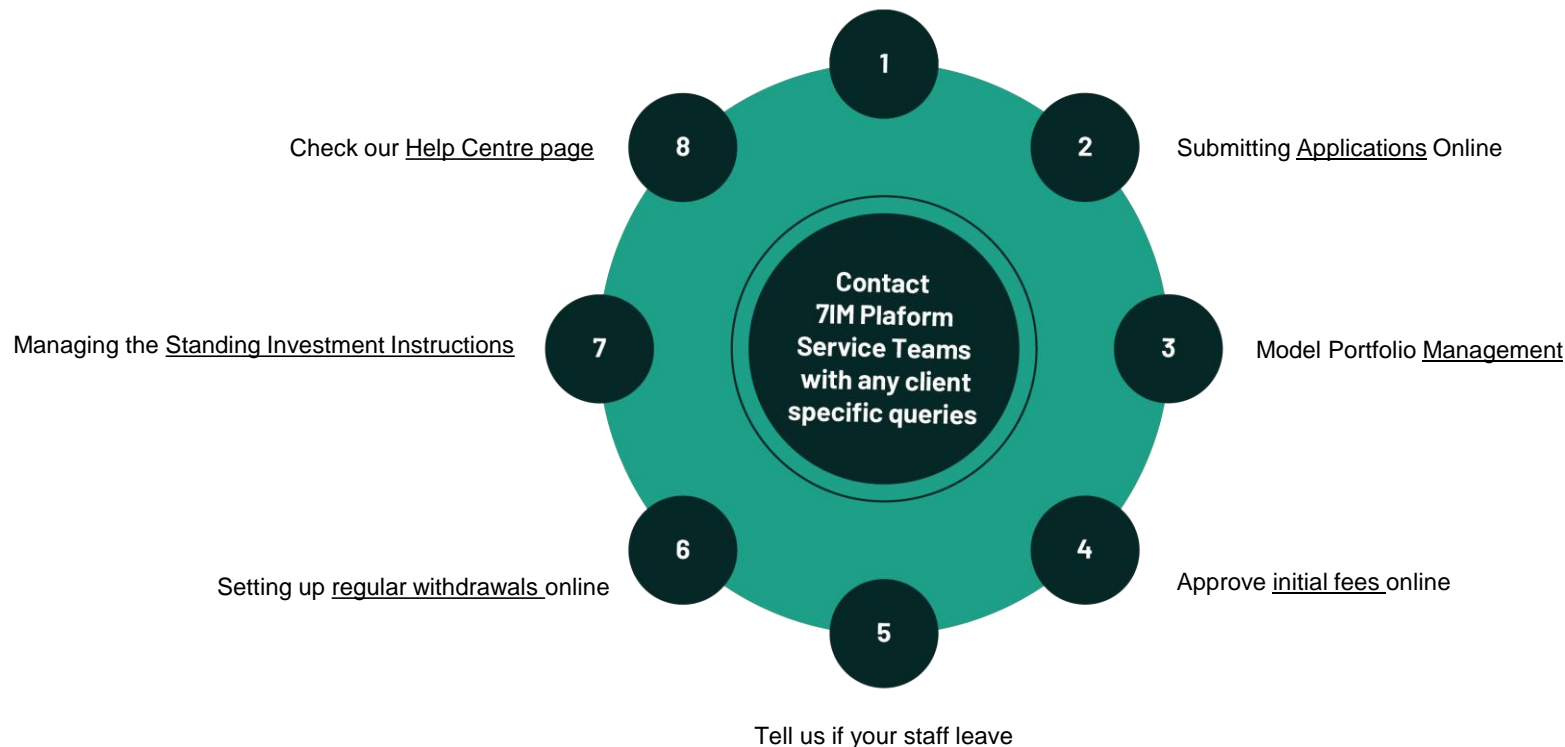 1
8
2
Check our Help Centre page
Submitting Applications Online
Contact
7IM Plaform
Service Teams
with any client
specific queries
7
3
Managing the Standing Investment Instructions
Model Portfolio Management
6
4
Setting up regular withdrawals online
Approve initial fees online
5
Tell us if your staff leave